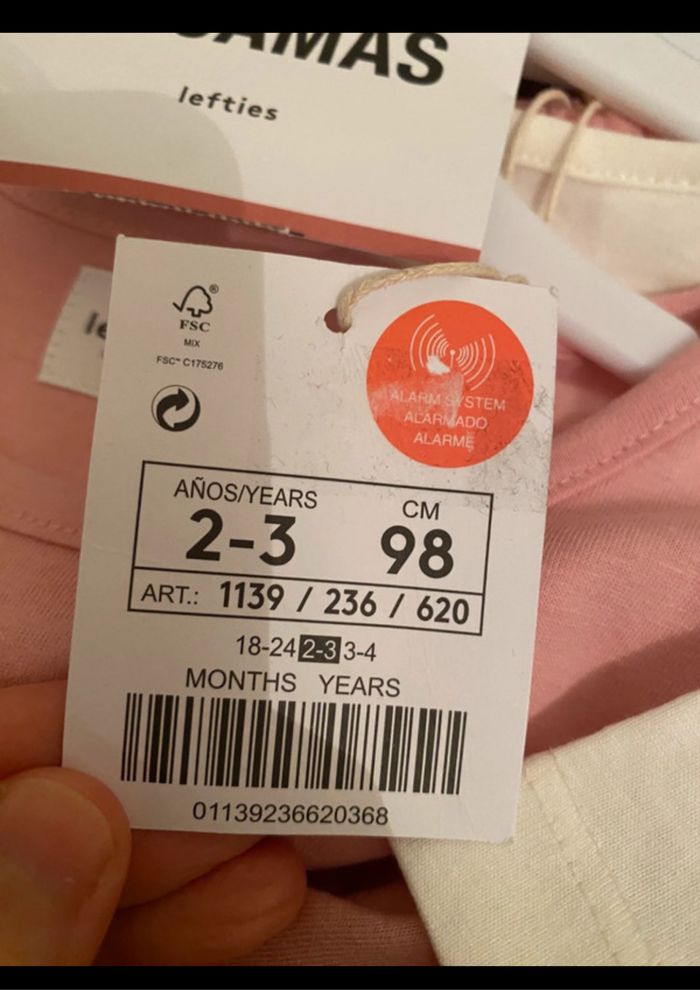 lefties
FSC®
MIX
FSC™ C175276
ALARM SYSTEM
ALARMADO
ALARME
AÑOS/YEARS CM
2-3 98
ART.: 1139 / 236 / 620
18-24 2-3 3-4
MONTHS YEARS
01139236620368